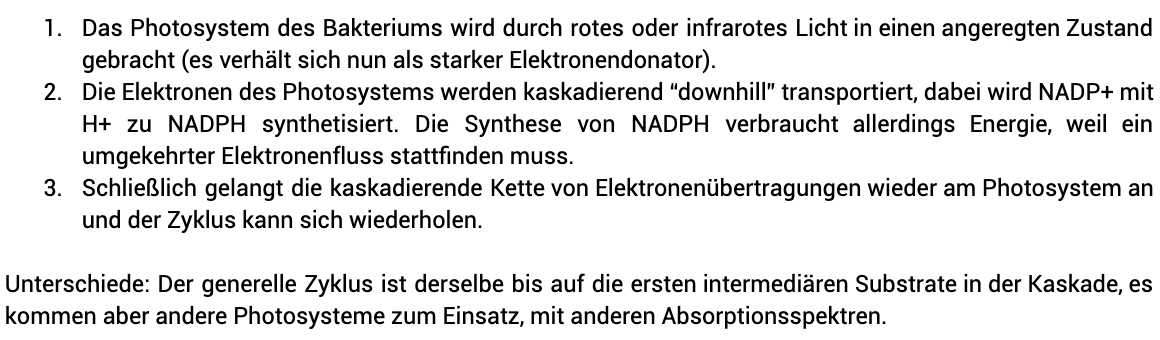 1. Das Photosystem des Bakteriums wird durch rotes oder infrarotes Licht in einen angeregten Zustand
gebracht (es verhält sich nun als starker Elektronendonator).
2. Die Elektronen des Photosystems werden kaskadierend “downhill” transportiert, dabei wird NADP+ mit
H+ zu NADPH synthetisiert. Die Synthese von NADPH verbraucht allerdings Energie, weil ein
umgekehrter Elektronenfluss stattfinden muss.
3. Schließlich gelangt die kaskadierende Kette von Elektronenübertragungen wieder am Photosystem an
und der Zyklus kann sich wiederholen.
Unterschiede: Der generelle Zyklus ist derselbe bis auf die ersten intermediären Substrate in der Kaskade, es
kommen aber andere Photosysteme zum Einsatz, mit anderen Absorptionsspektren.